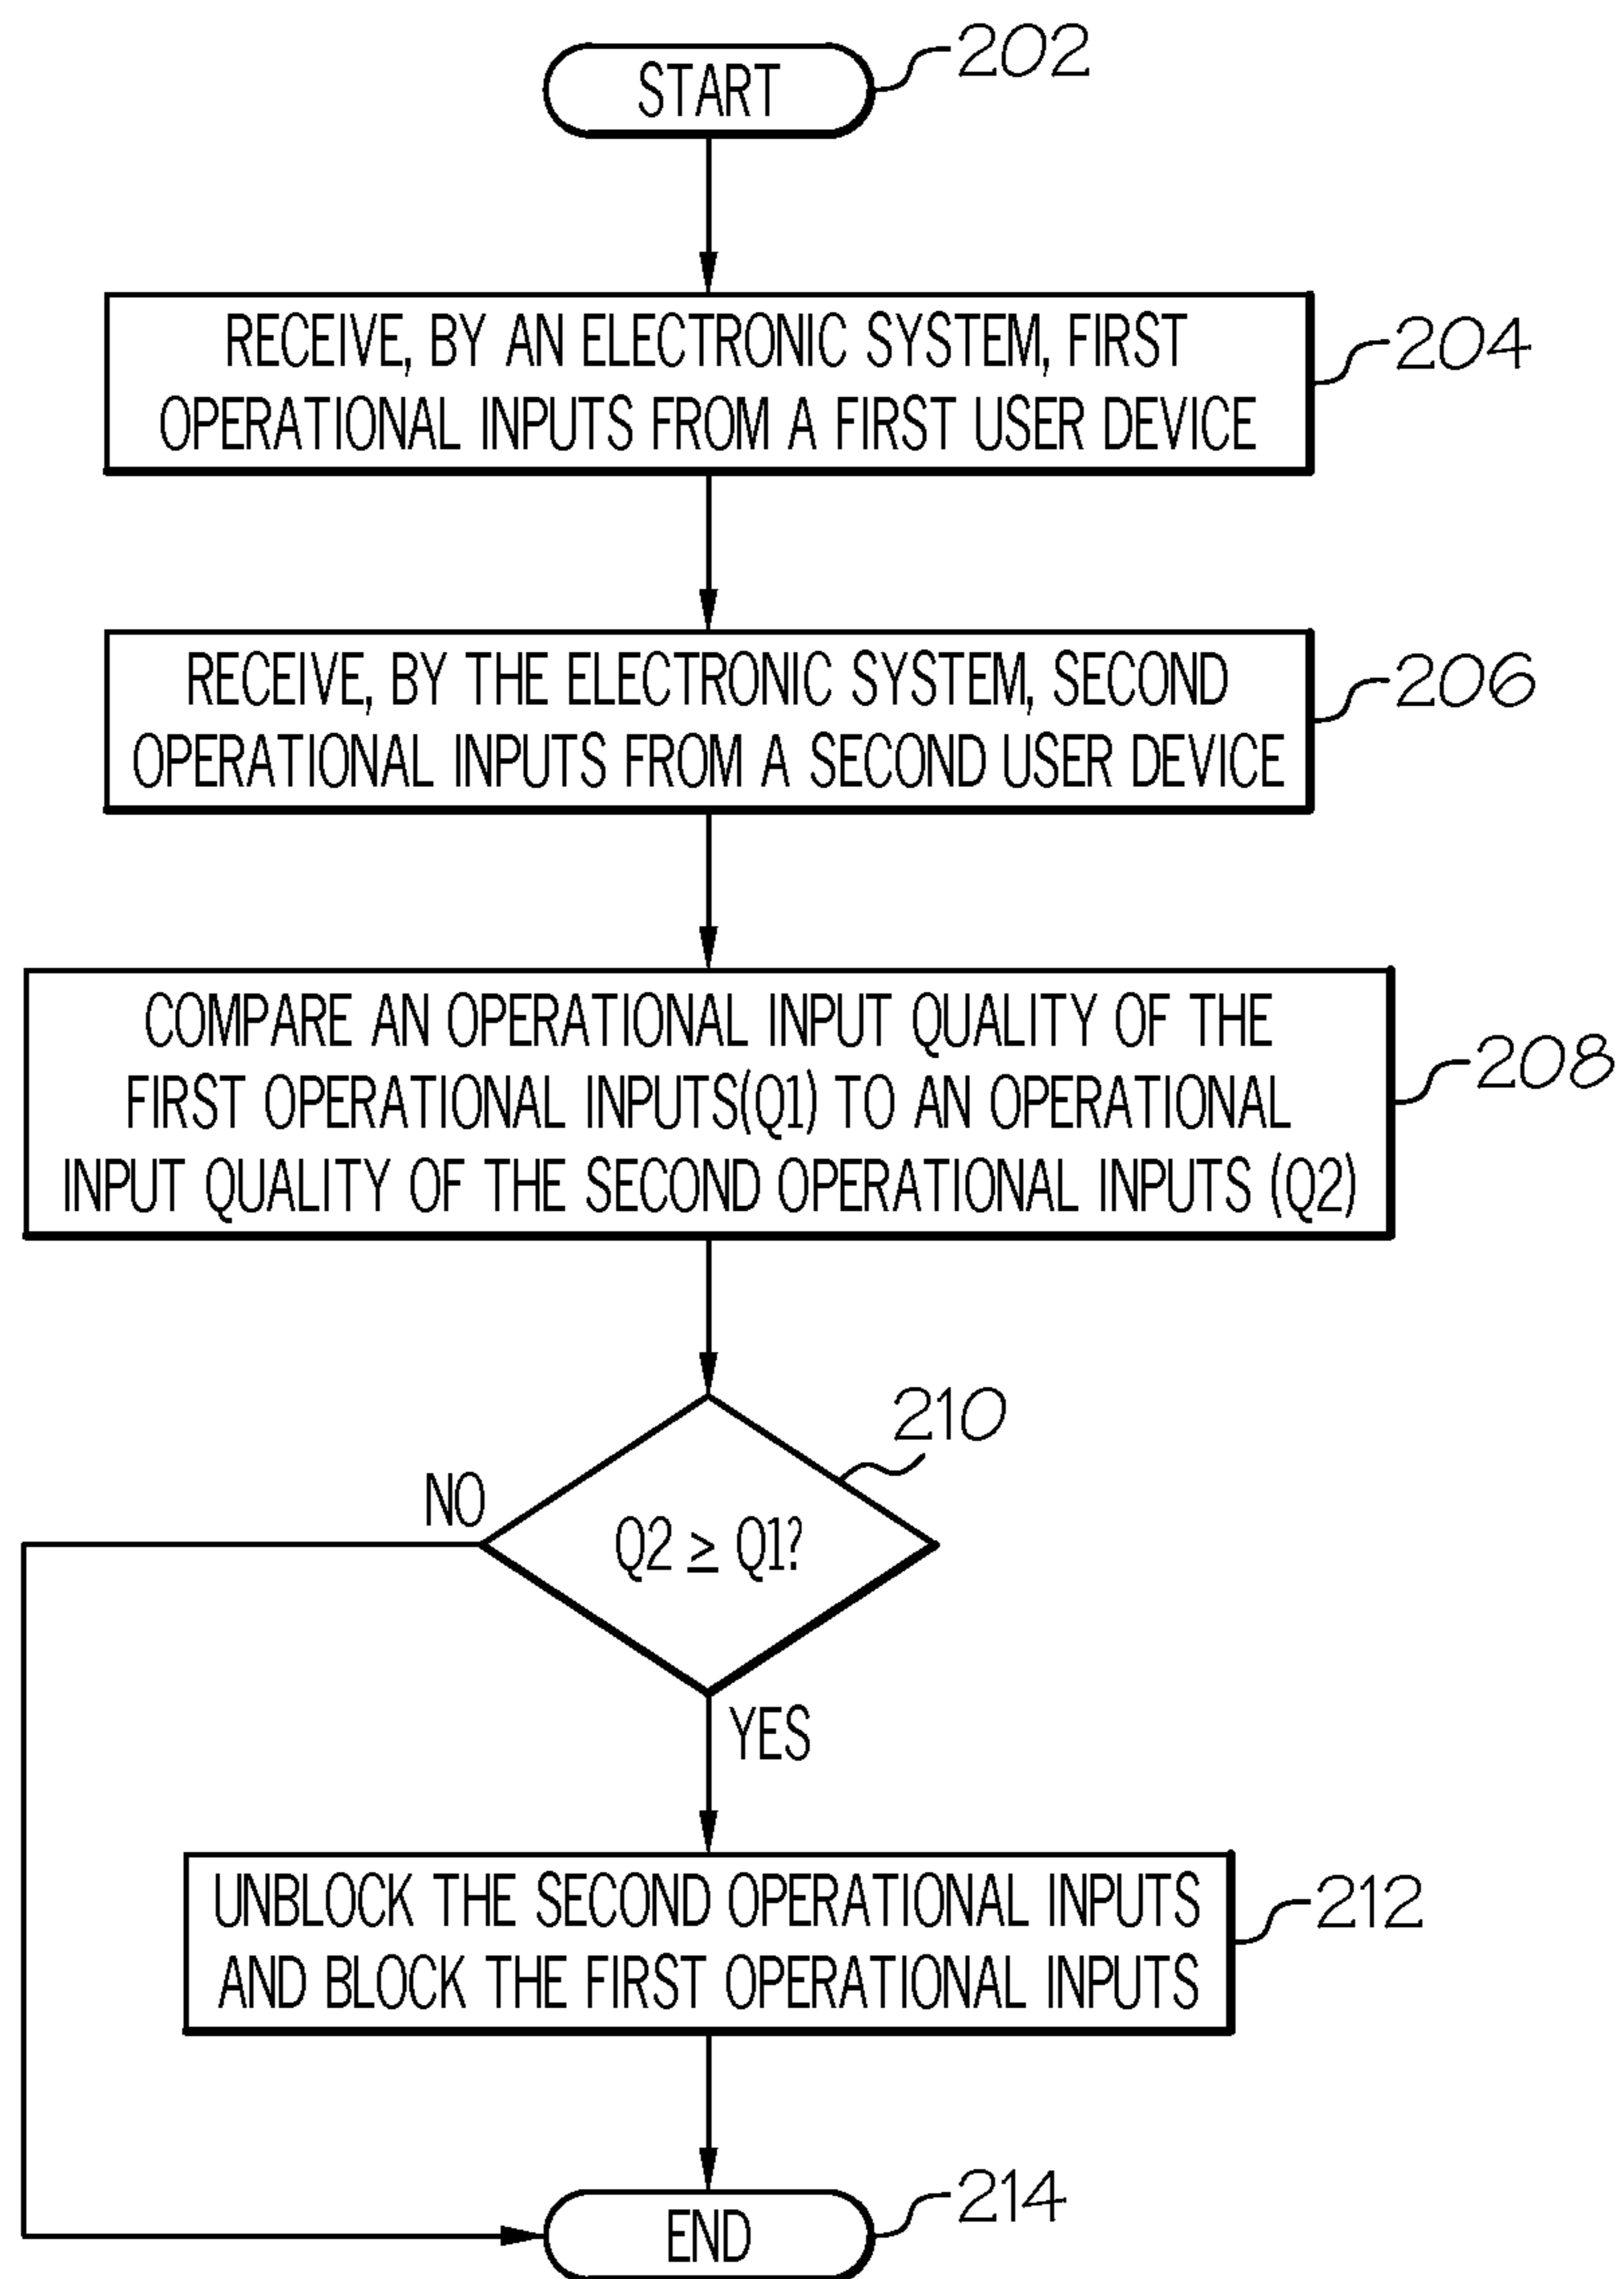 START
202
RECEIVE, BY AN ELECTRONIC SYSTEM, FIRST
OPERATIONAL INPUTS FROM A FIRST USER DEVICE
204
RECEIVE, BY THE ELECTRONIC SYSTEM, SECOND
OPERATIONAL INPUTS FROM A SECOND USER DEVICE
206
COMPARE AN OPERATIONAL INPUT QUALITY OF THE
FIRST OPERATIONAL INPUTS(Q1) TO AN OPERATIONAL
INPUT QUALITY OF THE SECOND OPERATIONAL INPUTS (Q2)
208
210
NO
Q2 ≥ Q1?
YES
UNBLOCK THE SECOND OPERATIONAL INPUTS
AND BLOCK THE FIRST OPERATIONAL INPUTS
212
END
214